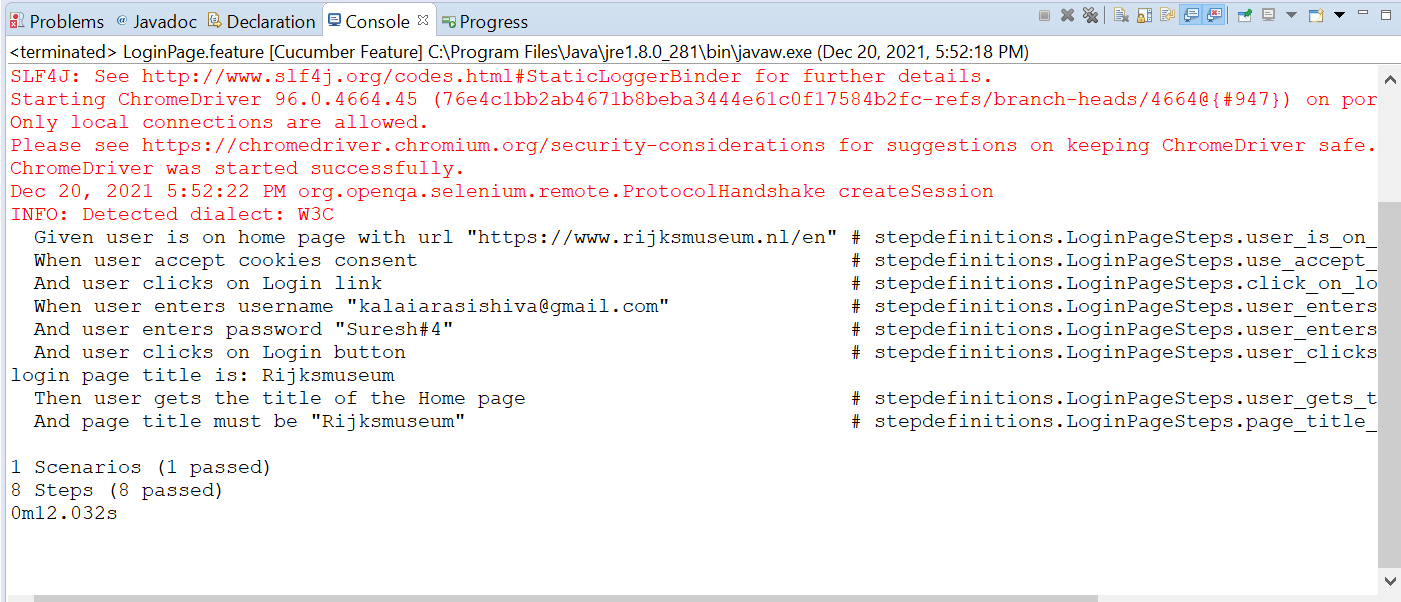 Problems @ Javadoc Declaration Console Progress
<terminated> LoginPage.feature [Cucumber Feature] C:\Program Files\Java\jre1.8.0_281\bin\javaw.exe (Dec 20, 2021, 5:52:18 PM)
SLF4J: See http://www.slf4j.org/codes.html#StaticLoggerBinder for further details.
Starting ChromeDriver 96.0.4664.45 (76e4c1bb2ab4671b8beba3444e61c0f17584b2fc-refs/branch-heads/4664@{#947}) on por
Only local connections are allowed.
Please see https://chromedriver.chromium.org/security-considerations for suggestions on keeping ChromeDriver safe.
ChromeDriver was started successfully.
Dec 20, 2021 5:52:22 PM org.openqa.selenium.remote.ProtocolHandshake createSession
INFO: Detected dialect: W3C
  Given user is on home page with url "https://www.rijksmuseum.nl/en" # stepdefinitions.LoginPageSteps.user_is_on_
  When user accept cookies consent                                    # stepdefinitions.LoginPageSteps.use_accept_
  And user clicks on Login link                                       # stepdefinitions.LoginPageSteps.click_on_lo
  When user enters username "kalaiarasishiva@gmail.com"               # stepdefinitions.LoginPageSteps.user_enters
  And user enters password "Suresh#4"                                 # stepdefinitions.LoginPageSteps.user_enters
  And user clicks on Login button                                     # stepdefinitions.LoginPageSteps.user_clicks
login page title is: Rijksmuseum
  Then user gets the title of the Home page                           # stepdefinitions.LoginPageSteps.user_gets_t
  And page title must be "Rijksmuseum"                                # stepdefinitions.LoginPageSteps.page_title_
1 Scenarios (1 passed)
8 Steps (8 passed)
0m12.032s